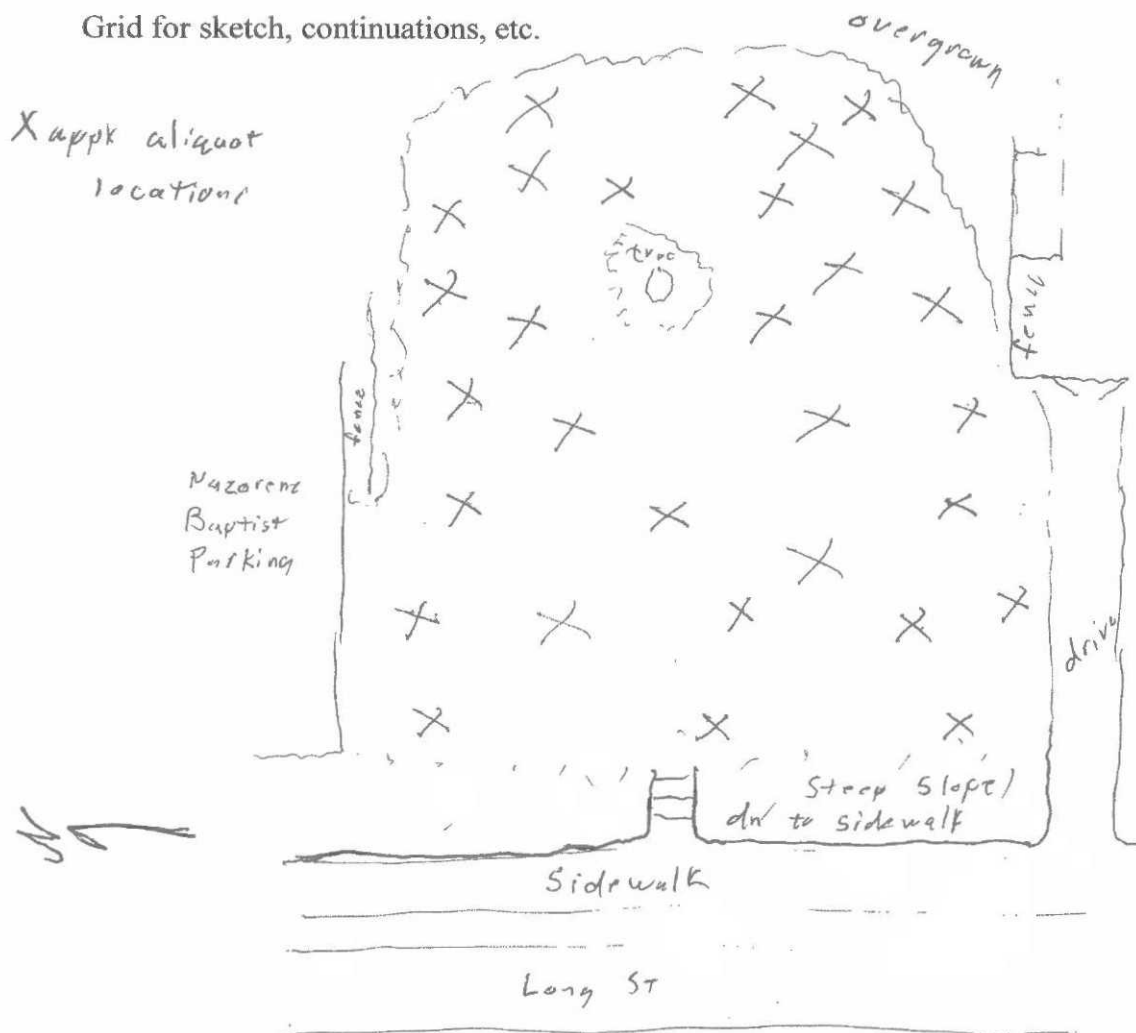 Grid for sketch, continuations, etc.
overgrown
X appx aliquot
locations
tree
fence
fence
Nazorene
Baptist
Parking
drive
Steep Slope
dn to sidewalk
N
Sidewalk
Long ST